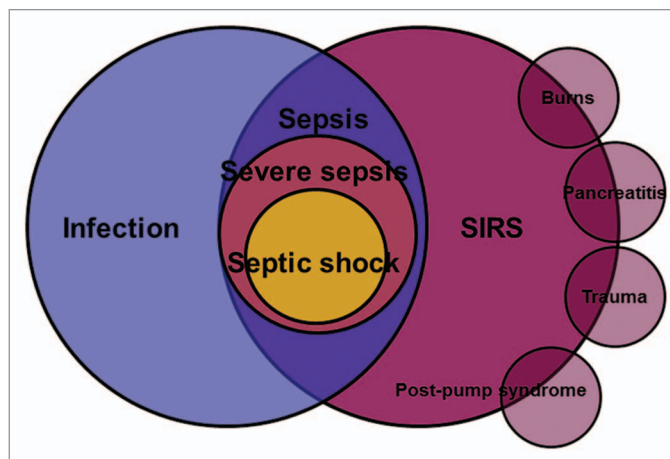 Burns
Sepsis
Severe sepsis
Pancreatitis
Infection
SIRS
Septic shock
Trauma
Post-pump syndrome